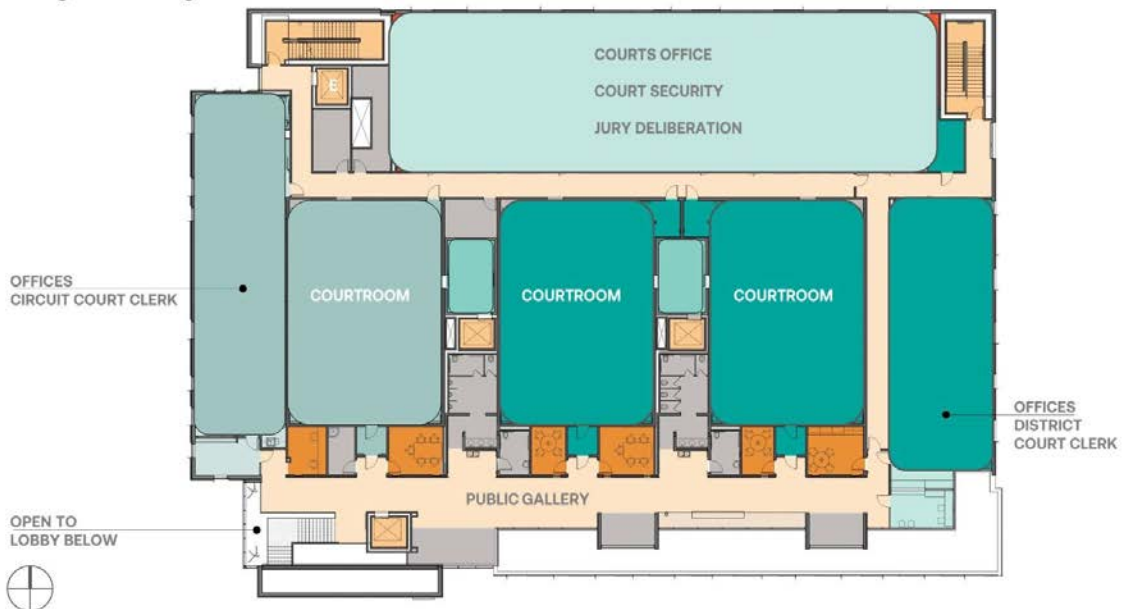 COURTS OFFICE
COURT SECURITY
JURY DELIBERATION
E
OFFICES
CIRCUIT COURT CLERK
COURTROOM
COURTROOM
COURTROOM
OFFICES
DISTRICT
COURT CLERK
PUBLIC GALLERY
OPEN TO
LOBBY BELOW